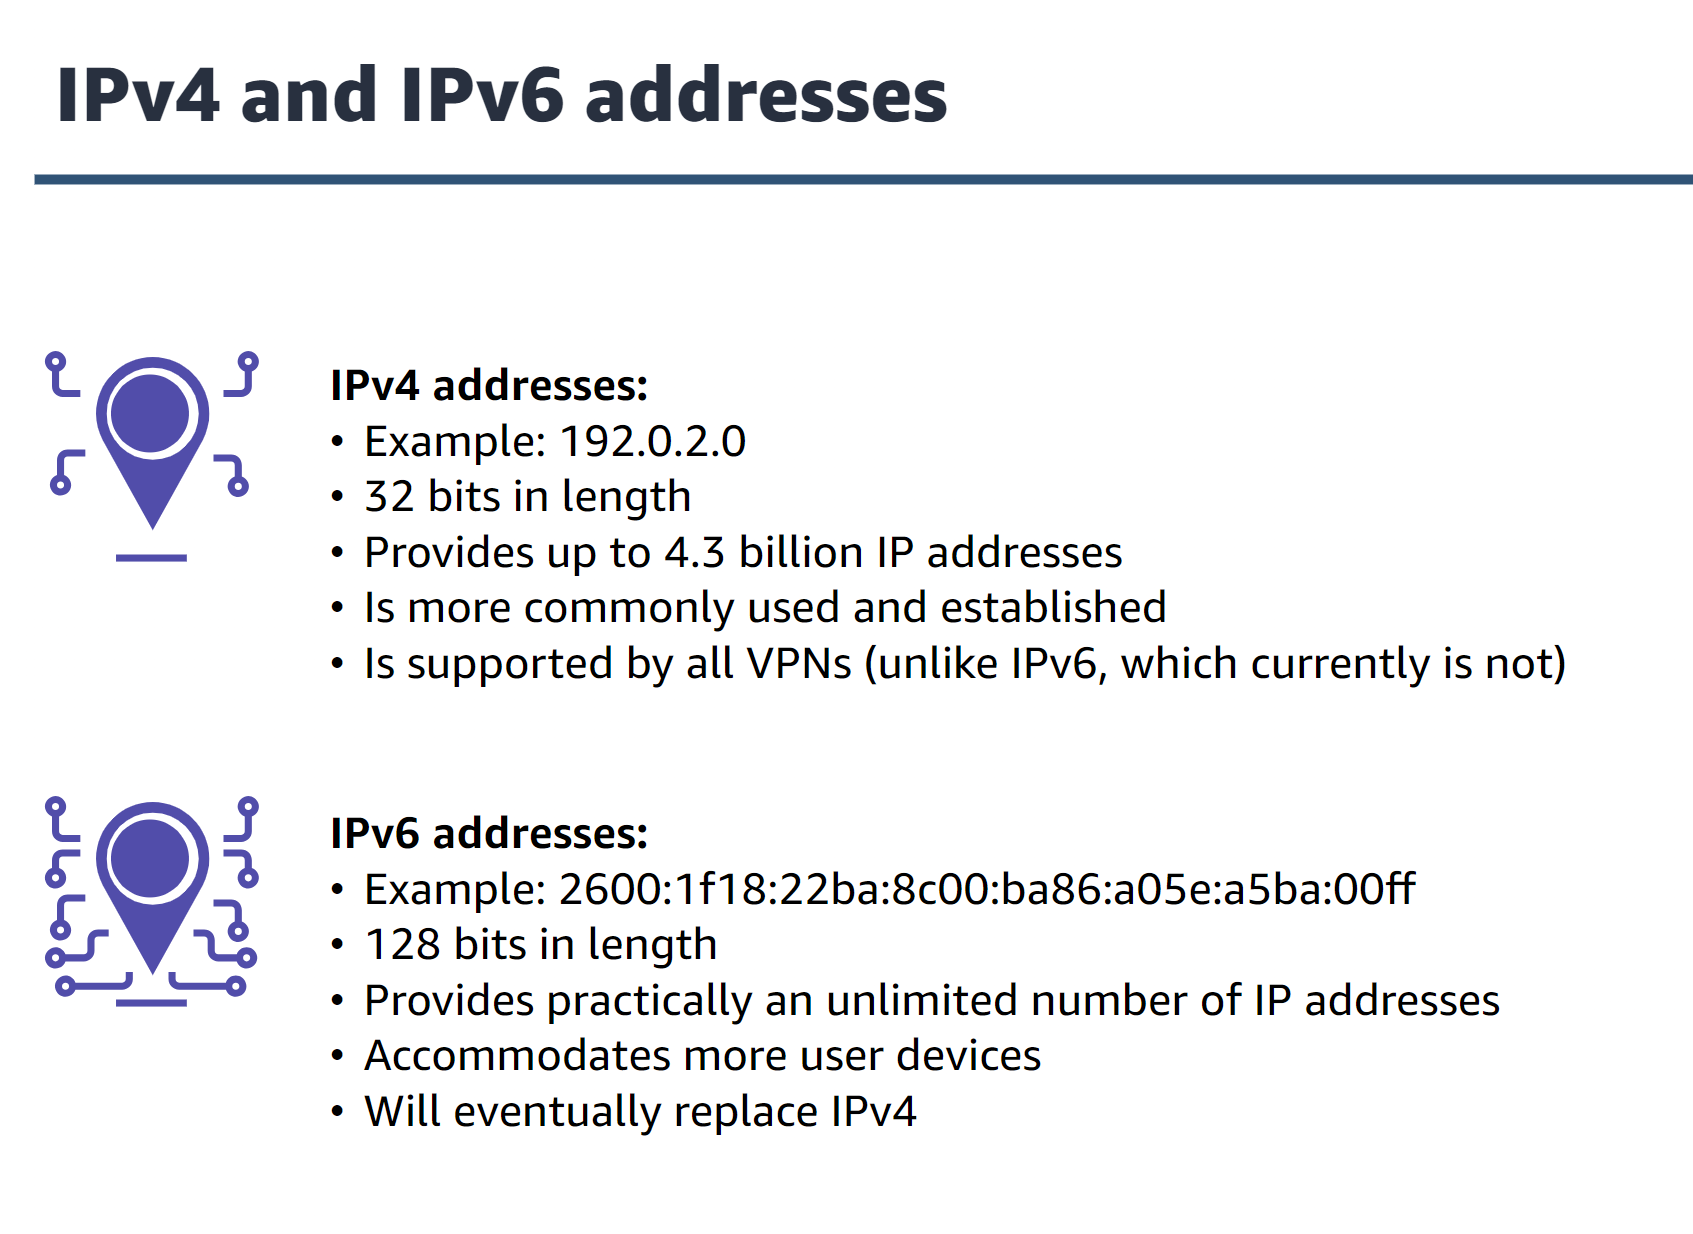 IPv4 and IPv6 addresses
IPv4 addresses:
• Example: 192.0.2.0
• 32 bits in length
• Provides up to 4.3 billion IP addresses
• Is more commonly used and established
• Is supported by all VPNs (unlike IPv6, which currently is not)
IPv6 addresses:
• Example: 2600:1f18:22ba:8c00:ba86:a05e:a5ba:00ff
• 128 bits in length
• Provides practically an unlimited number of IP addresses
• Accommodates more user devices
• Will eventually replace IPv4